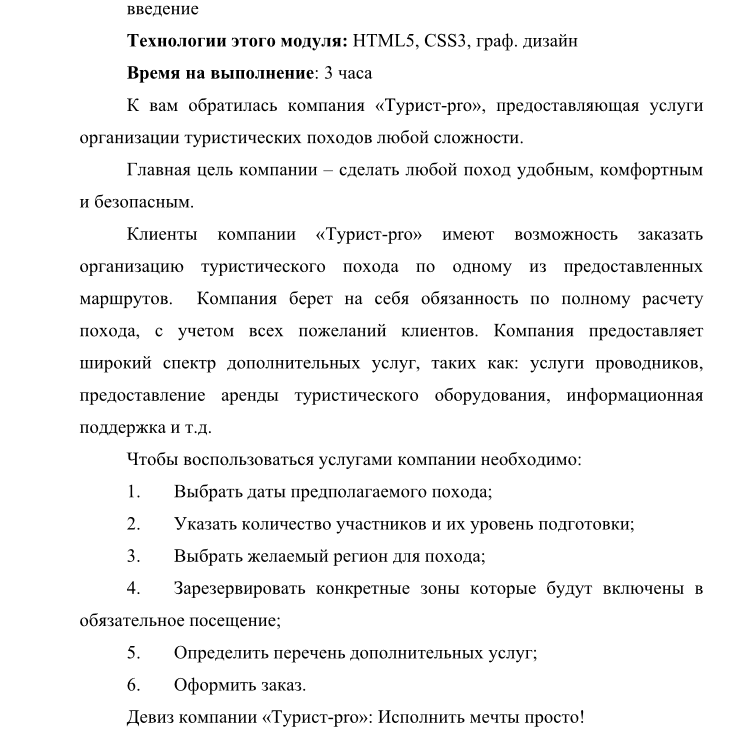 введение
Технологии этого модуля: HTML5, CSS3, граф. дизайн
Время на выполнение: 3 часа
К вам обратилась компания «Турист-pro», предоставляющая услуги
организации туристических походов любой сложности.
Главная цель компании – сделать любой поход удобным, комфортным
и безопасным.
Клиенты компании «Турист-pro» имеют возможность заказать
организацию туристического похода по одному из предоставленных
маршрутов. Компания берет на себя обязанность по полному расчету
похода, с учетом всех пожеланий клиентов. Компания предоставляет
широкий спектр дополнительных услуг, таких как: услуги проводников,
предоставление аренды туристического оборудования, информационная
поддержка и т.д.
Чтобы воспользоваться услугами компании необходимо:
1. Выбрать даты предполагаемого похода;
2. Указать количество участников и их уровень подготовки;
3. Выбрать желаемый регион для похода;
4. Зарезервировать конкретные зоны которые будут включены в
обязательное посещение;
5. Определить перечень дополнительных услуг;
6. Оформить заказ.
Девиз компании «Турист-pro»: Исполнить мечты просто!